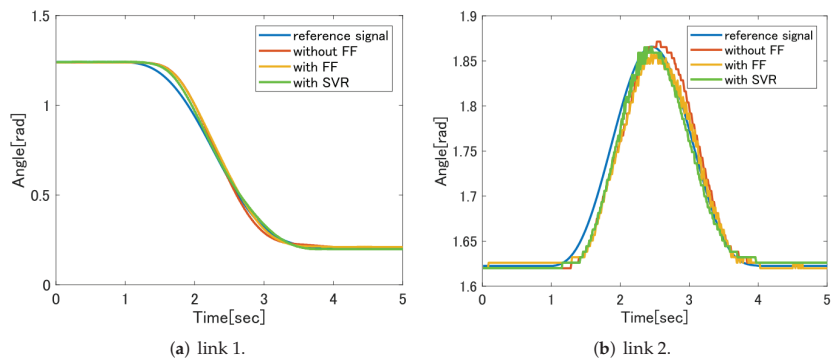 1.5
1
0.5
0
Angle[rad]
0 1 2 3 4 5
Time[sec]
reference signal
without FF
with FF
with SVR
(a) link 1.
1.9
1.85
1.8
1.75
1.7
1.65
1.6
Angle[rad]
0 1 2 3 4 5
Time[sec]
reference signal
without FF
with FF
with SVR
(b) link 2.